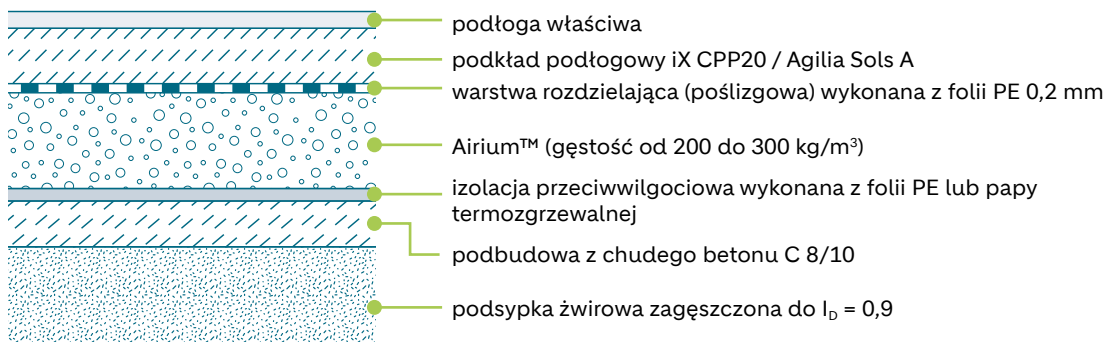 podłoga właściwa
podkład podłogowy iX CPP20 / Agilia Sols A
warstwa rozdzielająca (poślizgowa) wykonana z folii PE 0,2 mm
Airium™ (gęstość od 200 do 300 kg/m³)
izolacja przeciwwilgociowa wykonana z folii PE lub papy
termozgrzewalnej
podbudowa z chudego betonu C 8/10
podsypka żwirowa zagęszczona do I_D = 0,9